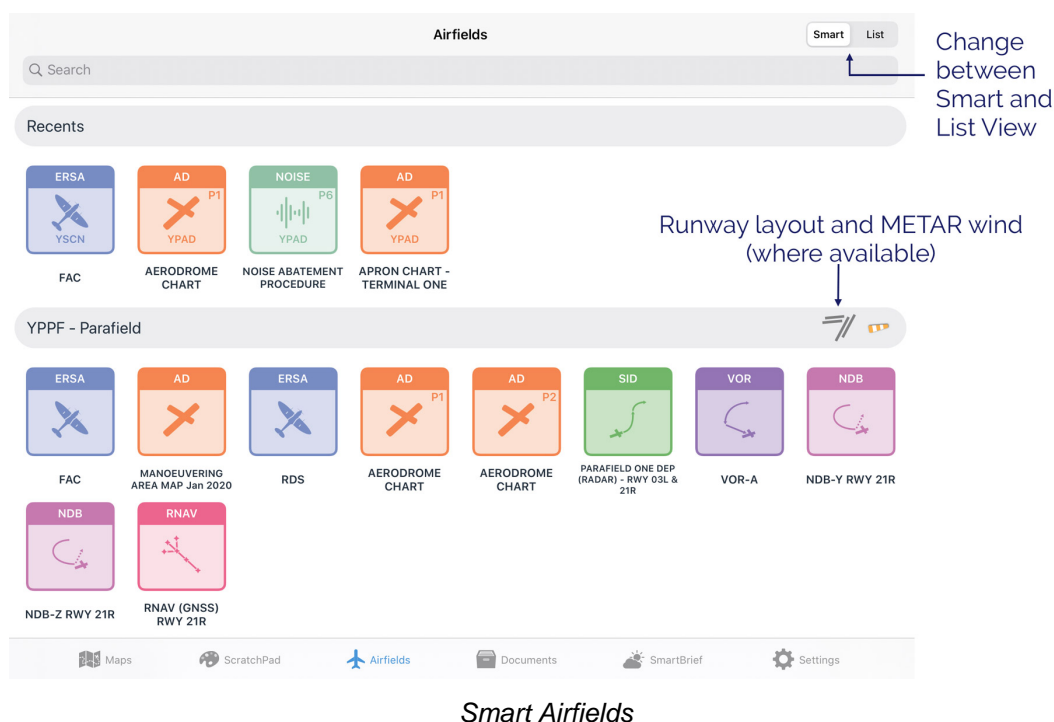 Airfields
Smart List
Search
Change
between
Smart and
List View
Recents
ERSA AD NOISE AD
P1 P6 P1
YSCN YPAD YPAD YPAD
FAC AERODROME NOISE ABATEMENT APRON CHART -
CHART PROCEDURE TERMINAL ONE
Runway layout and METAR wind
(where available)
YPPF - Parafield
ERSA AD ERSA AD AD SID VOR NDB
P1 P2
FAC MANOEUVERING RDS AERODROME AERODROME PARAFIELD ONE DEP VOR-A NDB-Y RWY 21R
AREA MAP Jan 2020 CHART CHART (RADAR) - RWY 03L &
21R
NDB RNAV
NDB-Z RWY 21R RNAV (GNSS)
RWY 21R
Maps ScratchPad Airfields Documents SmartBrief Settings
Smart Airfields